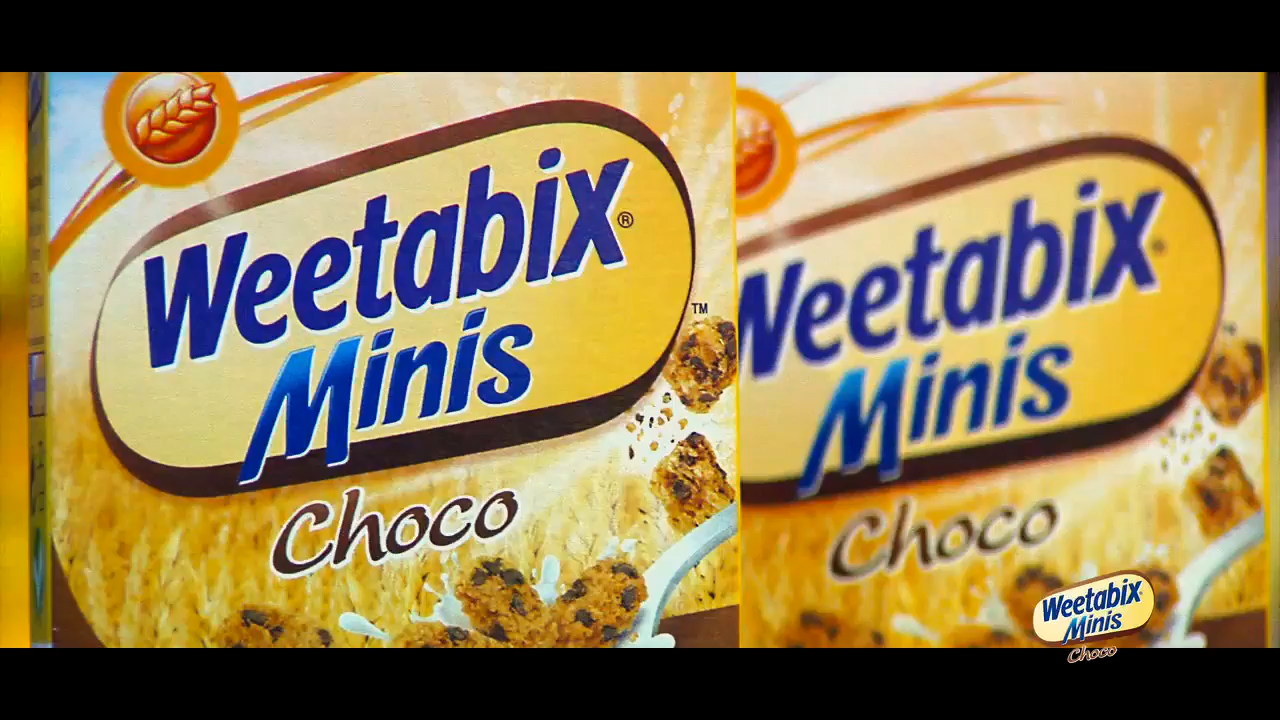 Weetabix®
Minis™
Choco
Weetabix
Minis
Choco
Weetabix
Minis
Choco